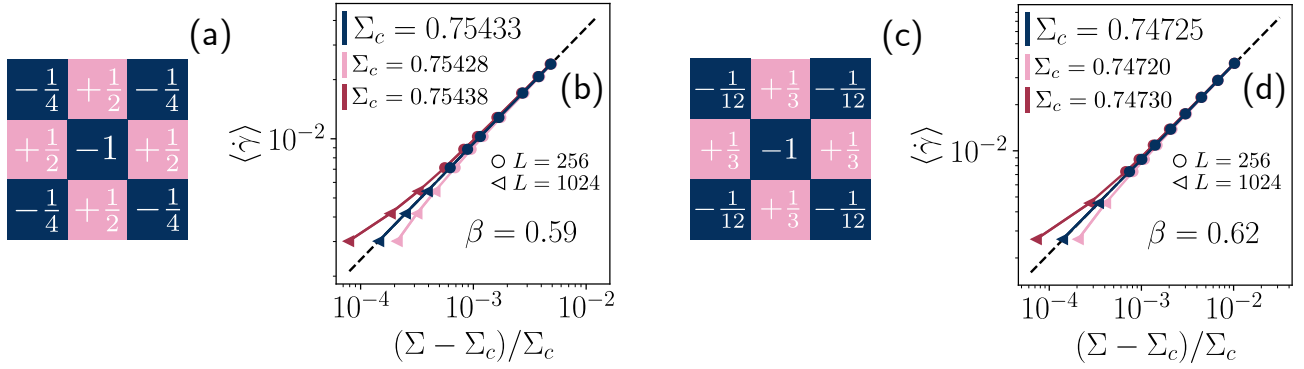 (a)
−1/4 +1/2 −1/4
+1/2 −1 +1/2
−1/4 +1/2 −1/4
Σc = 0.75433
Σc = 0.75428
Σc = 0.75438
(b)
L = 256
L = 1024
β = 0.59
⟨γ̇⟩
10⁻²
10⁻⁴ 10⁻³ 10⁻²
(Σ − Σc)/Σc
(c)
−1/12 +1/3 −1/12
+1/3 −1 +1/3
−1/12 +1/3 −1/12
Σc = 0.74725
Σc = 0.74720
Σc = 0.74730
(d)
L = 256
L = 1024
β = 0.62
⟨γ̇⟩
10⁻²
10⁻⁴ 10⁻³ 10⁻²
(Σ − Σc)/Σc